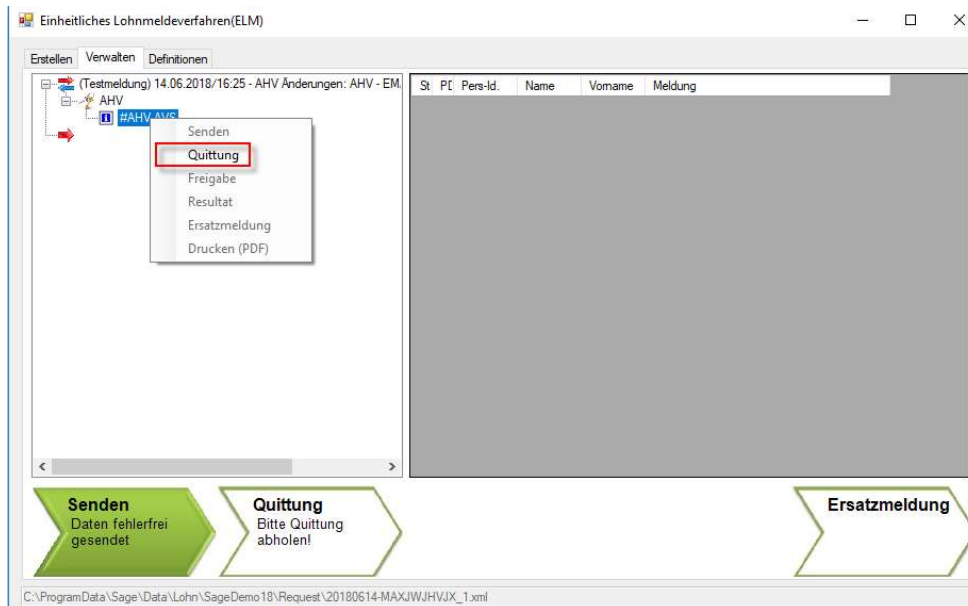 Einheitliches Lohnmeldeverfahren(ELM)
Erstellen Verwalten Definitionen
(Testmeldung) 14.06.2018/16:25 - AHV Änderungen: AHV - EM.
AHV
#AHV-AVS
Senden
Quittung
Freigabe
Resultat
Ersatzmeldung
Drucken (PDF)
St PE Pers-Id. Name Vorname Meldung
Senden
Daten fehlerfrei
gesendet
Quittung
Bitte Quittung
abholen!
Ersatzmeldung
C:\ProgramData\Sage\Data\Lohn\SageDemo18\Request\20180614-MAXJWJHVJX_1.xml